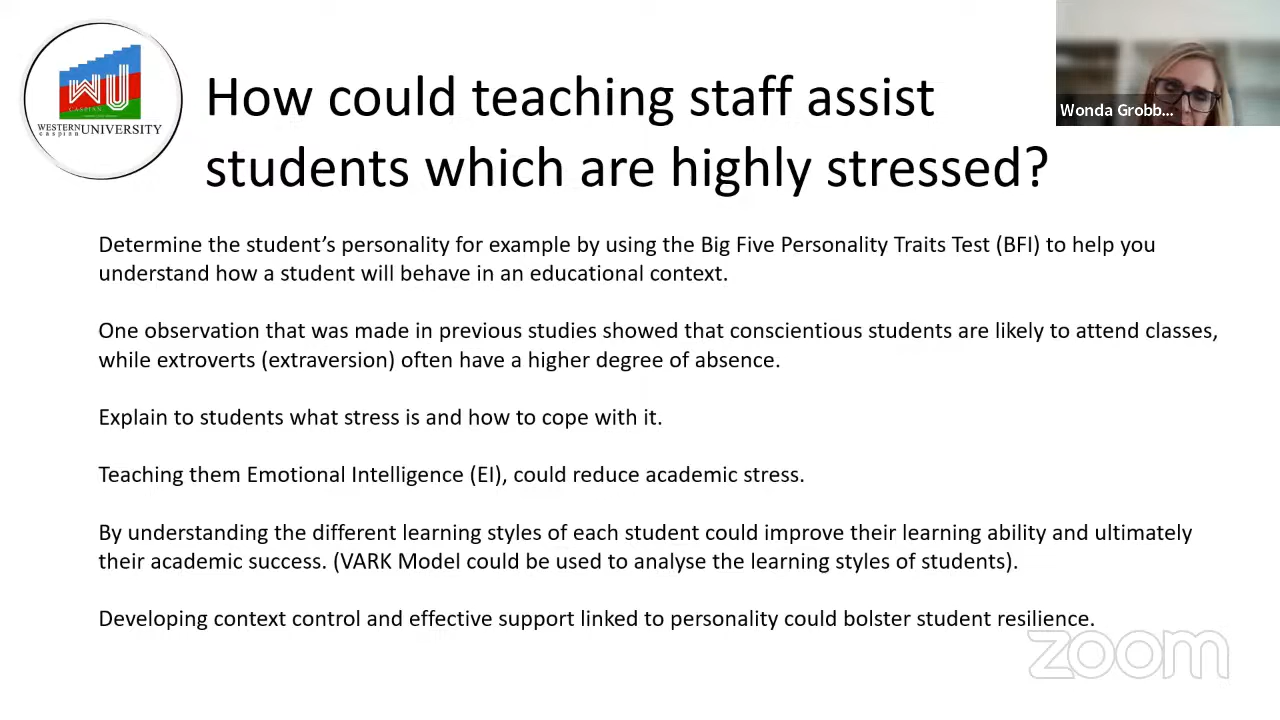 WU
CASPIAN
WESTERN UNIVERSITY
caspian
How could teaching staff assist
students which are highly stressed?
Wonda Grobb...
Determine the student’s personality for example by using the Big Five Personality Traits Test (BFI) to help you
understand how a student will behave in an educational context.
One observation that was made in previous studies showed that conscientious students are likely to attend classes,
while extroverts (extraversion) often have a higher degree of absence.
Explain to students what stress is and how to cope with it.
Teaching them Emotional Intelligence (EI), could reduce academic stress.
By understanding the different learning styles of each student could improve their learning ability and ultimately
their academic success. (VARK Model could be used to analyse the learning styles of students).
Developing context control and effective support linked to personality could bolster student resilience.
zoom